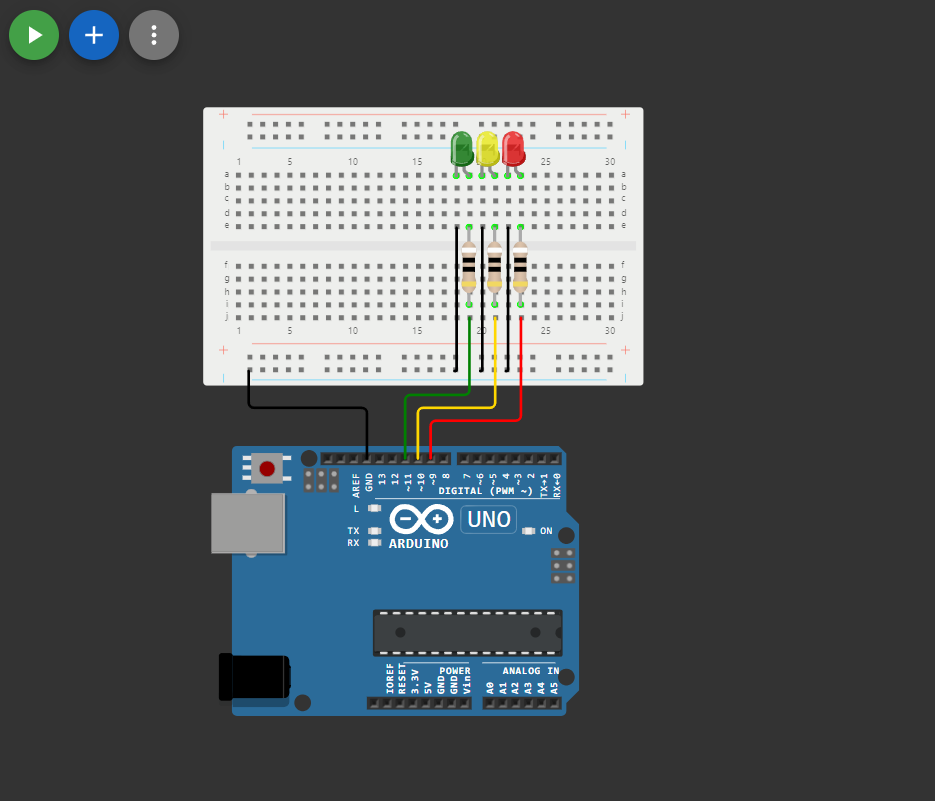 1 5 10 15 25 30
a a
b b
c c
d d
e e
f f
g g
h h
i i
j j
1 5 10 15 20 25 30
AREF GND 13 12 ~11 ~10 ~9 8 7 ~6 ~5 4 ~3 2 TX→1 RX←0
DIGITAL (PWM ~)
L
UNO
TX ON
RX ARDUINO
POWER ANALOG IN
IOREF RESET 3.3V 5V GND GND Vin A0 A1 A2 A3 A4 A5